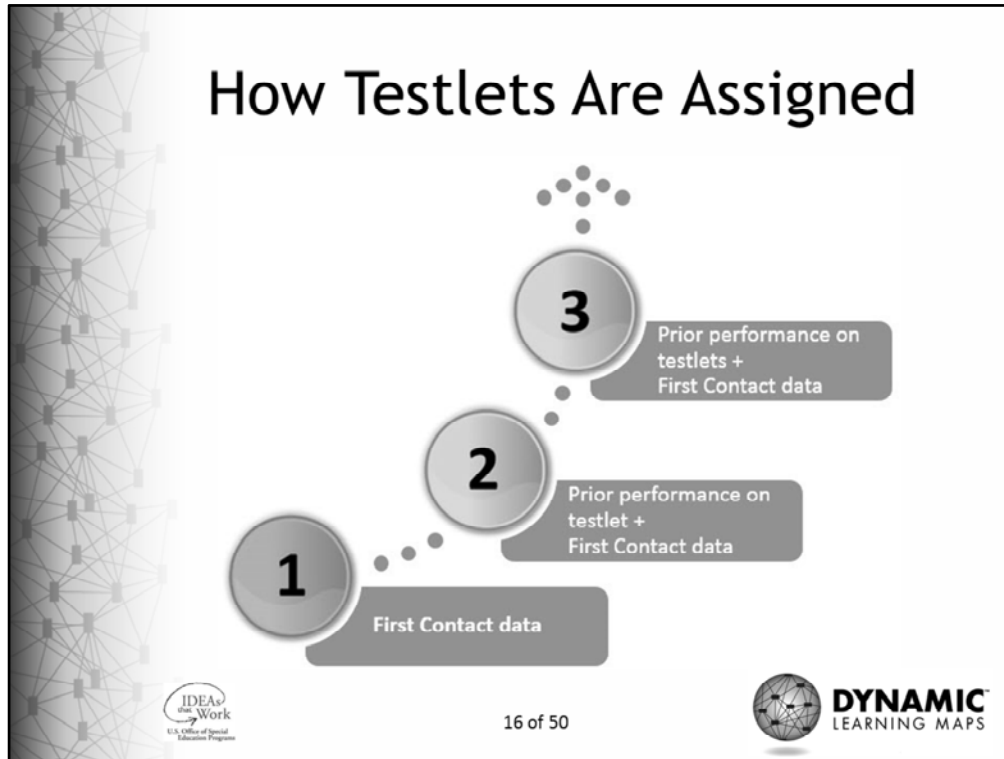 How Testlets Are Assigned
3
Prior performance on
testlets +
First Contact data
2
Prior performance on
testlet +
First Contact data
1
First Contact data
IDEAs
that Work
U.S. Office of Special
Education Programs
16 of 50
DYNAMIC™
LEARNING MAPS